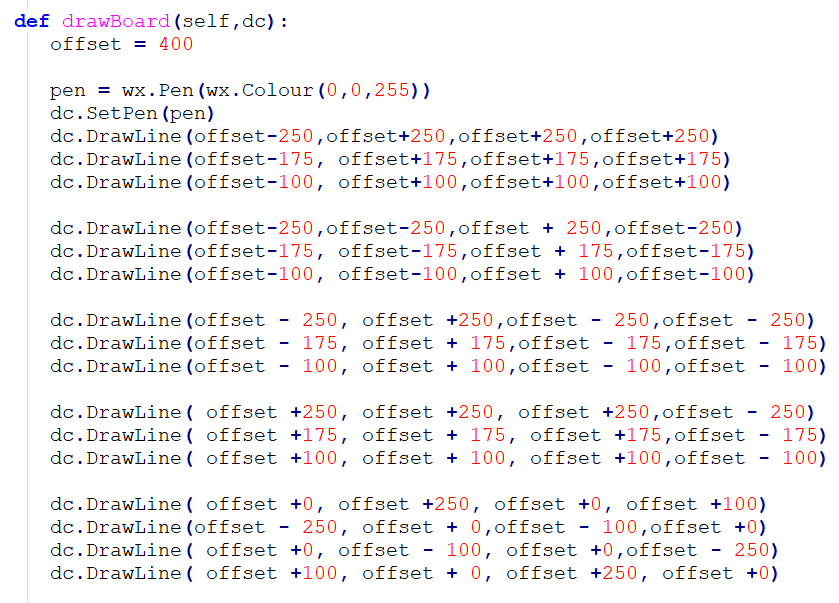 def drawBoard(self,dc):
offset = 400
pen = wx.Pen(wx.Colour(0,0,255))
dc.SetPen(pen)
dc.DrawLine(offset-250,offset+250,offset+250,offset+250)
dc.DrawLine(offset-175, offset+175,offset+175,offset+175)
dc.DrawLine(offset-100, offset+100,offset+100,offset+100)
dc.DrawLine(offset-250,offset-250,offset + 250,offset-250)
dc.DrawLine(offset-175, offset-175,offset + 175,offset-175)
dc.DrawLine(offset-100, offset-100,offset + 100,offset-100)
dc.DrawLine(offset - 250, offset +250,offset - 250,offset - 250)
dc.DrawLine(offset - 175, offset + 175,offset - 175,offset - 175)
dc.DrawLine(offset - 100, offset + 100,offset - 100,offset - 100)
dc.DrawLine( offset +250, offset +250, offset +250,offset - 250)
dc.DrawLine( offset +175, offset + 175, offset +175,offset - 175)
dc.DrawLine( offset +100, offset + 100, offset +100,offset - 100)
dc.DrawLine( offset +0, offset +250, offset +0, offset +100)
dc.DrawLine(offset - 250, offset + 0,offset - 100,offset +0)
dc.DrawLine( offset +0, offset - 100, offset +0,offset - 250)
dc.DrawLine( offset +100, offset + 0, offset +250, offset +0)